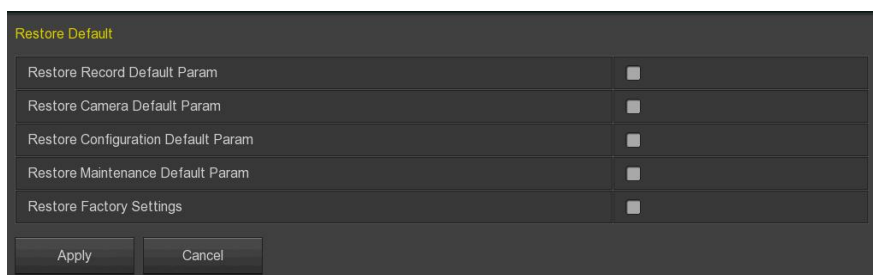 Restore Default
Restore Record Default Param
Restore Camera Default Param
Restore Configuration Default Param
Restore Maintenance Default Param
Restore Factory Settings
Apply Cancel